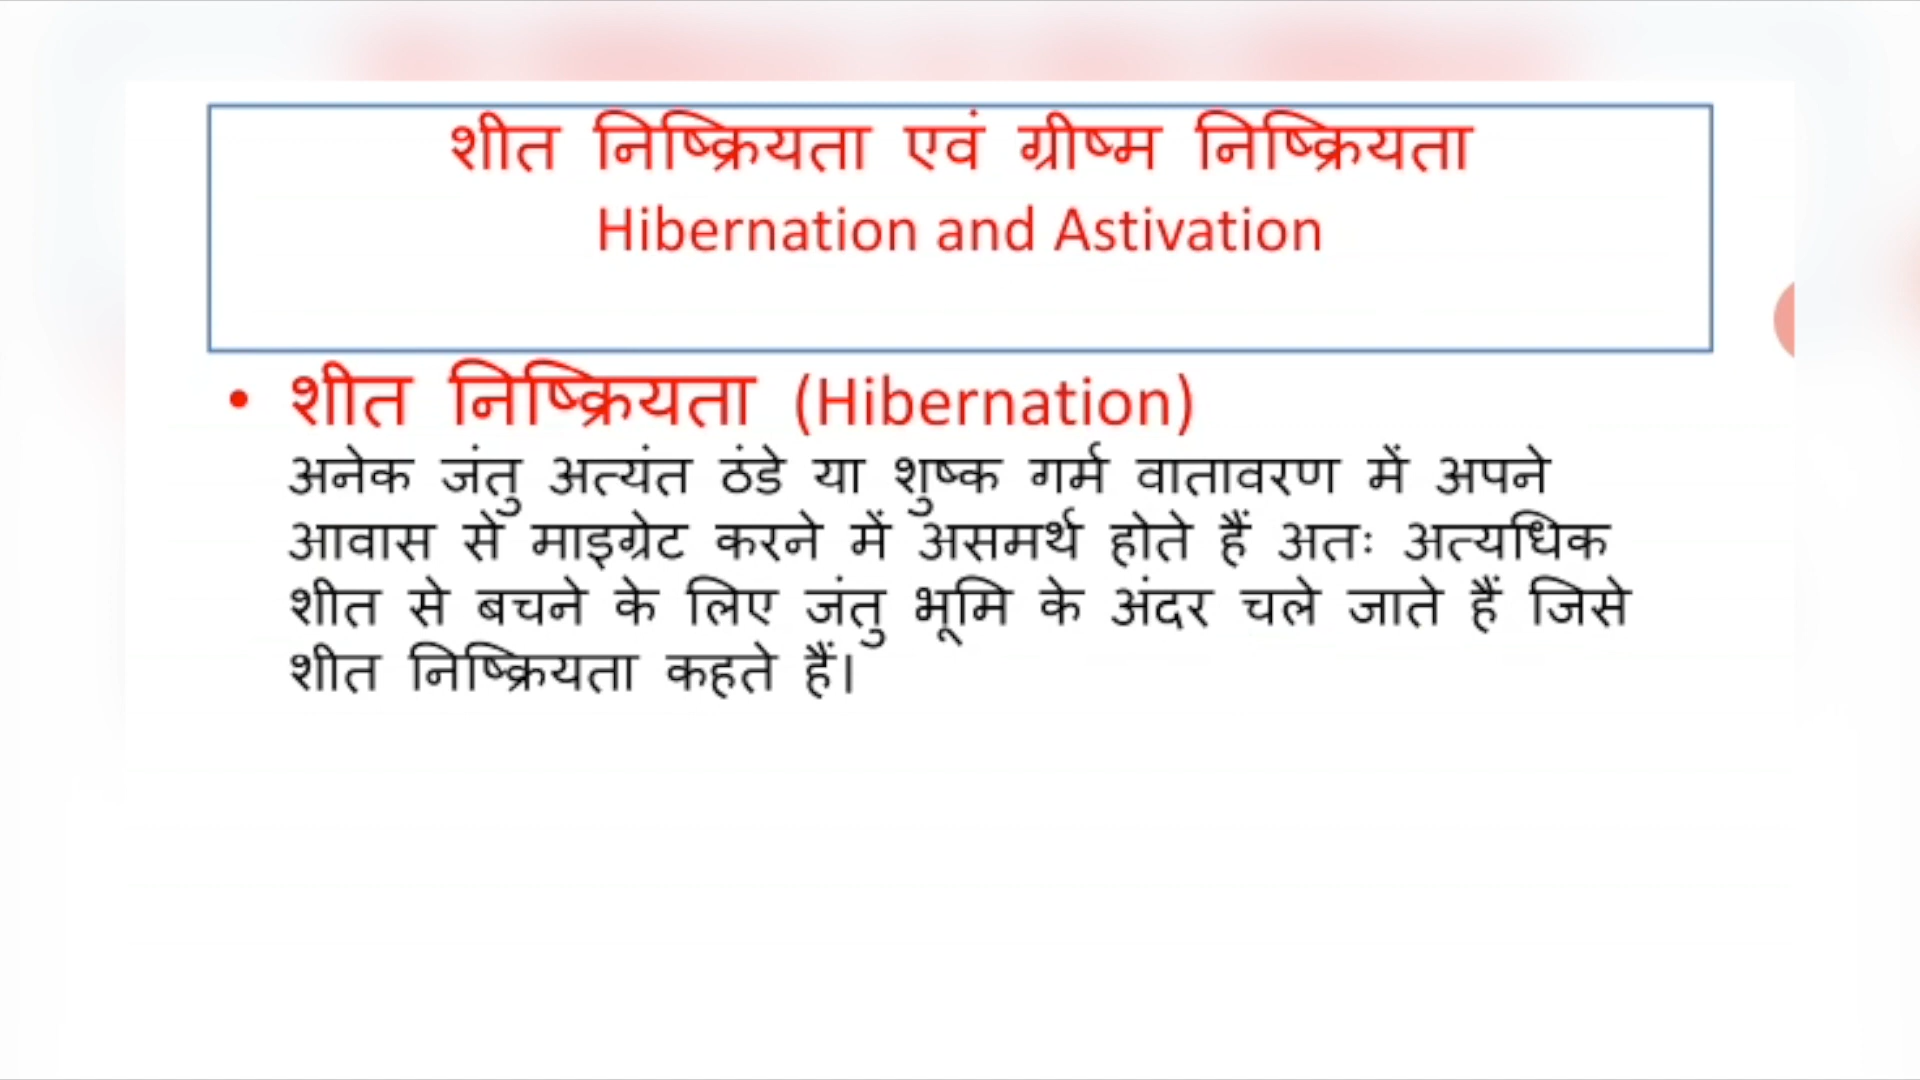 शीत निष्क्रियता एवं ग्रीष्म निष्क्रियता
Hibernation and Astivation
• शीत निष्क्रियता (Hibernation)
अनेक जंतु अत्यंत ठंडे या शुष्क गर्म वातावरण में अपने
आवास से माइग्रेट करने में असमर्थ होते हैं अतः अत्यधिक
शीत से बचने के लिए जंतु भूमि के अंदर चले जाते हैं जिसे
शीत निष्क्रियता कहते हैं।